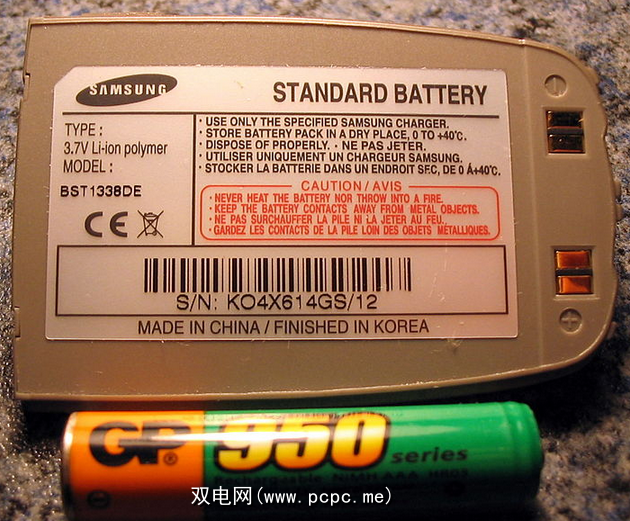 SAMSUNG
STANDARD BATTERY
TYPE :
3.7V Li-ion polymer
MODEL :
BST1338DE
CE
· USE ONLY THE SPECIFIED SAMSUNG CHARGER.
· STORE BATTERY PACK IN A DRY PLACE, 0 TO +40℃.
· DISPOSE OF PROPERLY. · NE PAS JETER.
· UTILISER UNIQUEMENT UN CHARGEUR SAMSUNG.
· STOCKER LA BATTERIE DANS UN ENDROIT SEC, DE 0 À +40℃.
CAUTION / AVIS
· NEVER HEAT THE BATTERY NOR THROW INTO A FIRE.
· KEEP THE BATTERY CONTACTS AWAY FROM METAL OBJECTS.
· NE PAS SURCHAUFFER LA PILE NI LA JETER AU FEU.
· GARDEZ LES CONTACTS DE LA PILE LOIN DES OBJETS MÉTALLIQUES.
S/N: KO4X614GS/12
MADE IN CHINA / FINISHED IN KOREA
GP® 950 series
Rechargeable NiMH AAA
双电网(www.pcpc.me)